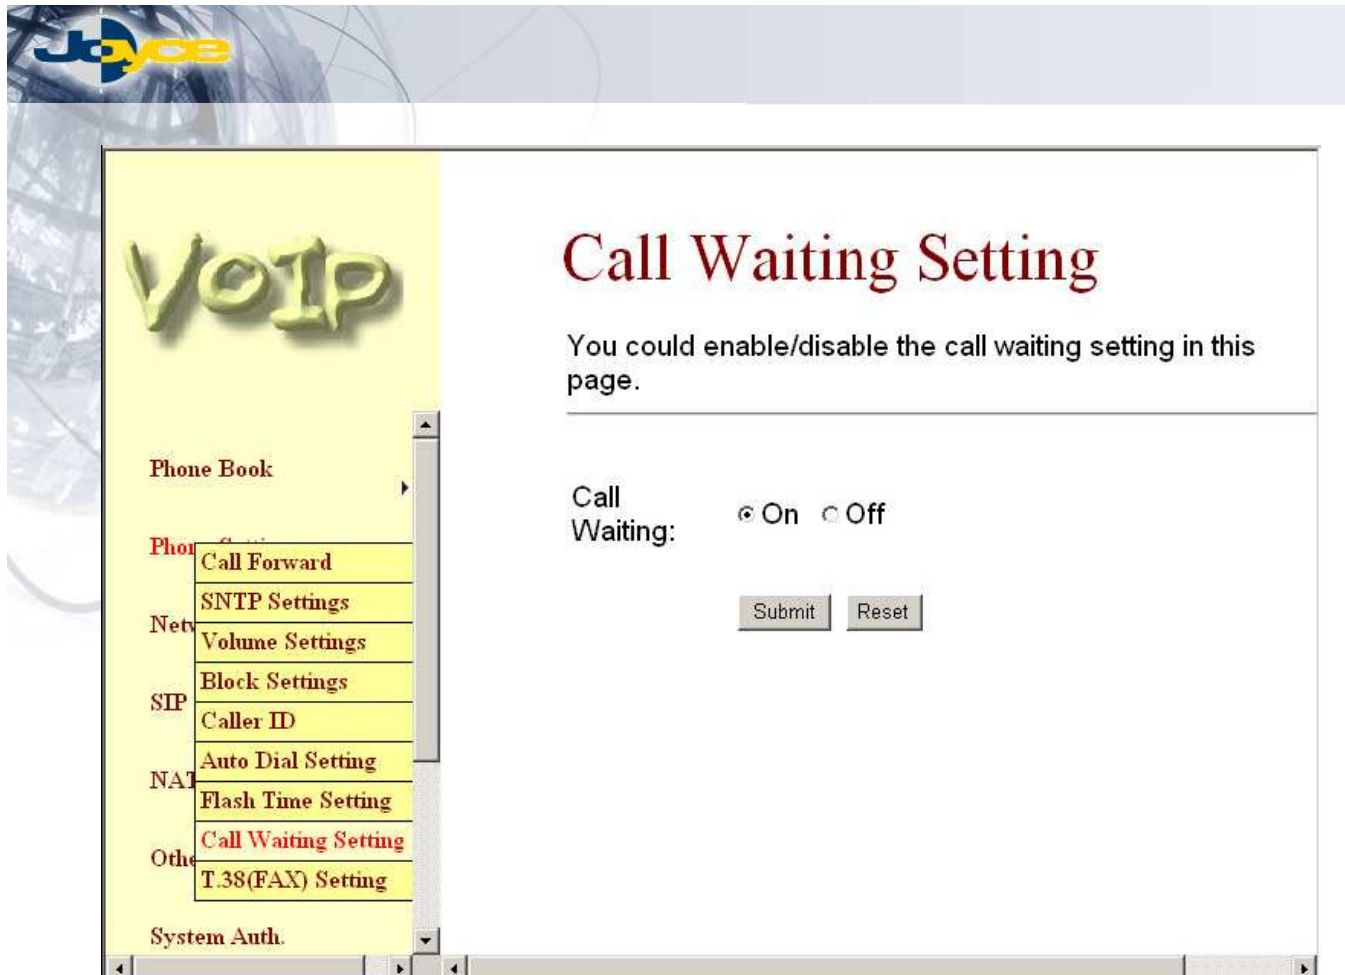 Joyce
VOIP
Call Waiting Setting
You could enable/disable the call waiting setting in this
page.
Phone Book
Call Forward
SNTP Settings
Volume Settings
Block Settings
SIP
Caller ID
Auto Dial Setting
Flash Time Setting
Call Waiting Setting
T.38(FAX) Setting
System Auth.
Call
Waiting:
On Off
Submit Reset